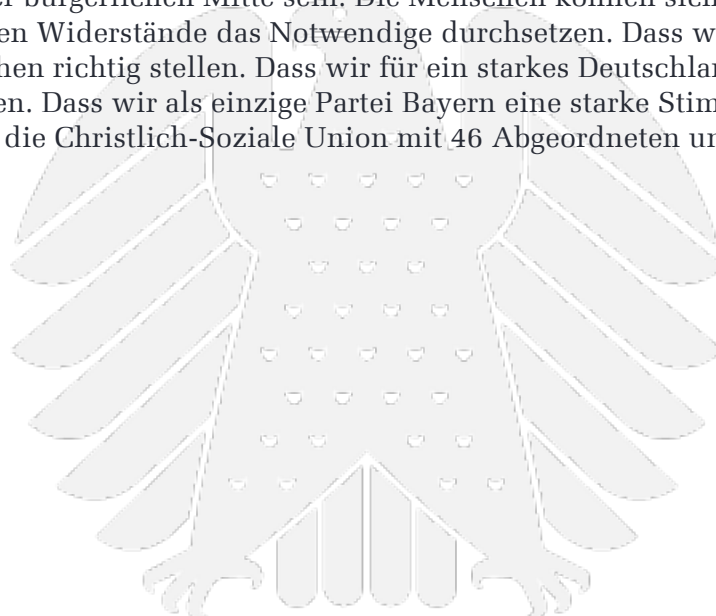 bürgerlichen Mitte sein. Die Menschen können sich
en Widerstände das Notwendige durchsetzen. Dass w
hen richtig stellen. Dass wir für ein starkes Deutschlan
en. Dass wir als einzige Partei Bayern eine starke Stim
die Christlich-Soziale Union mit 46 Abgeordneten un